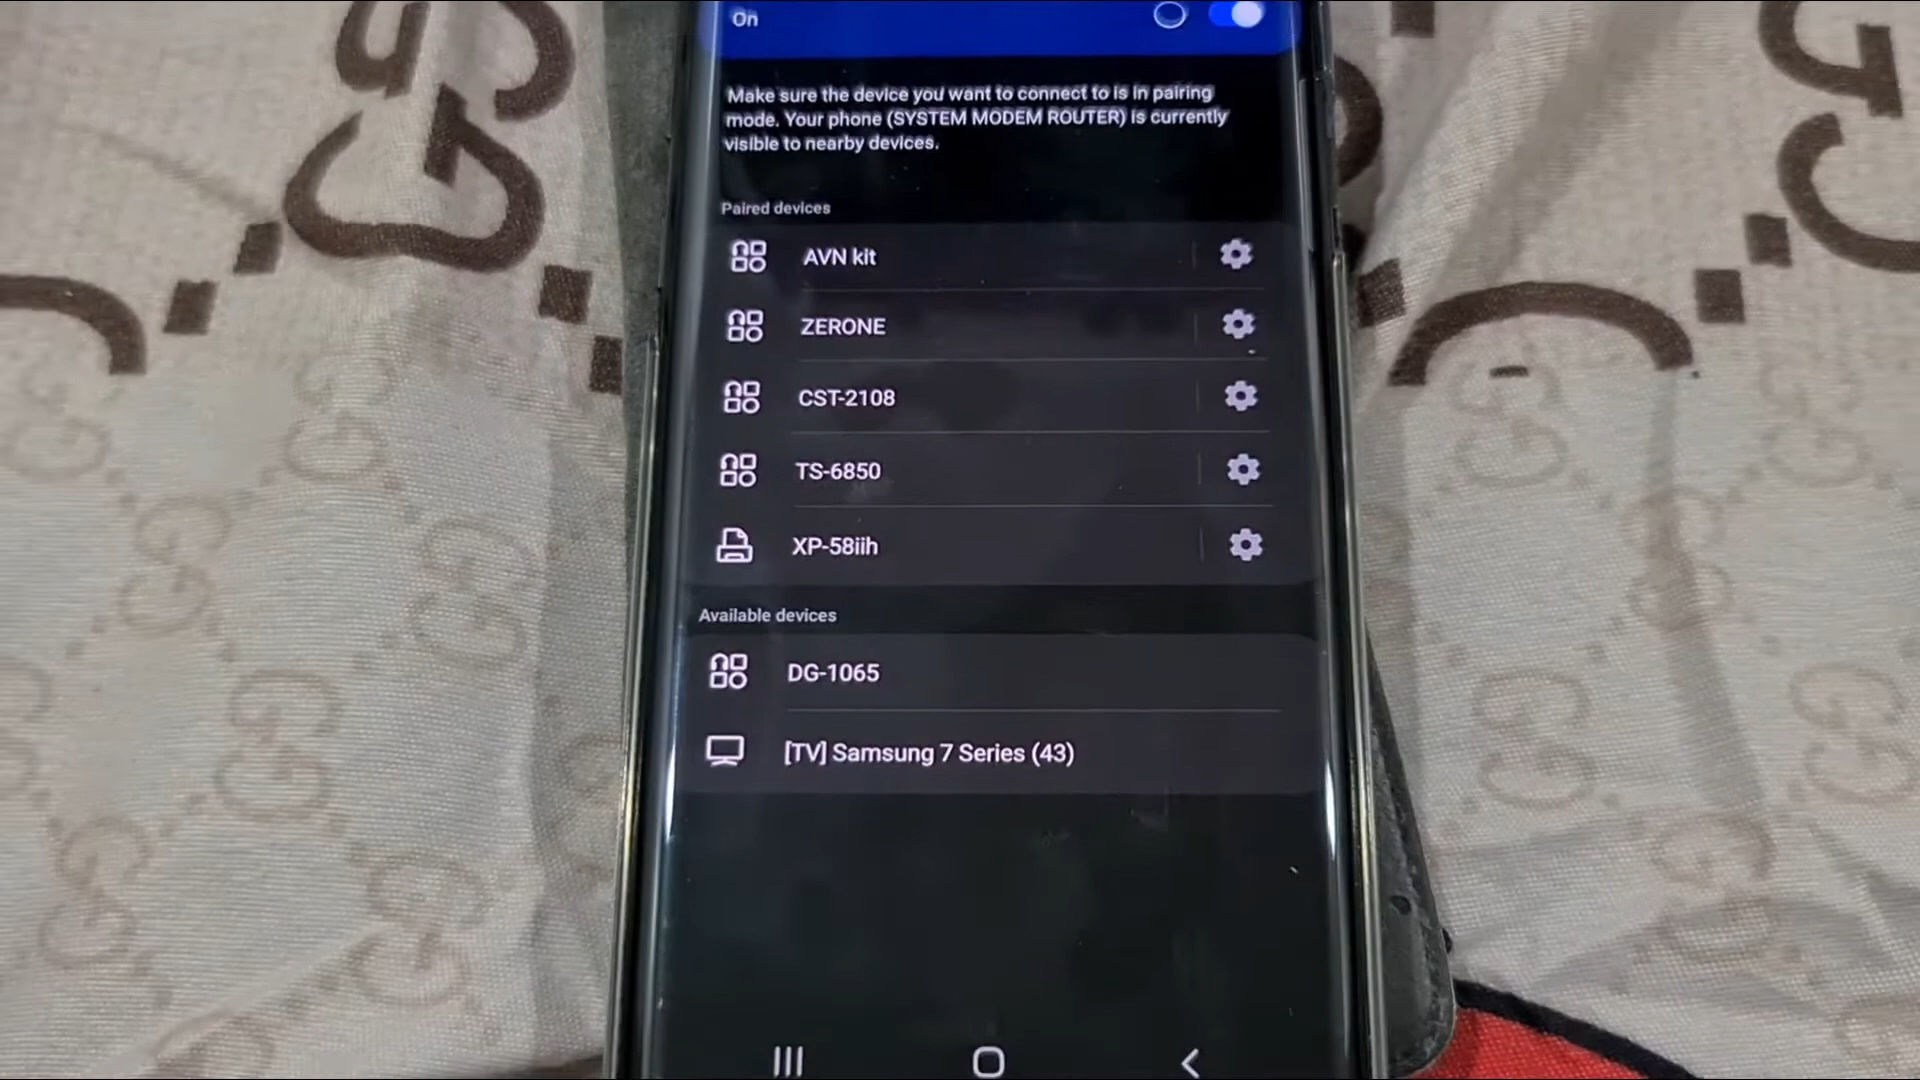 On
Make sure the device you want to connect to is in pairing
mode. Your phone (SYSTEM MODEM ROUTER) is currently
visible to nearby devices.
Paired devices
AVN kit
ZERONE
CST-2108
TS-6850
XP-58iih
Available devices
DG-1065
[TV] Samsung 7 Series (43)